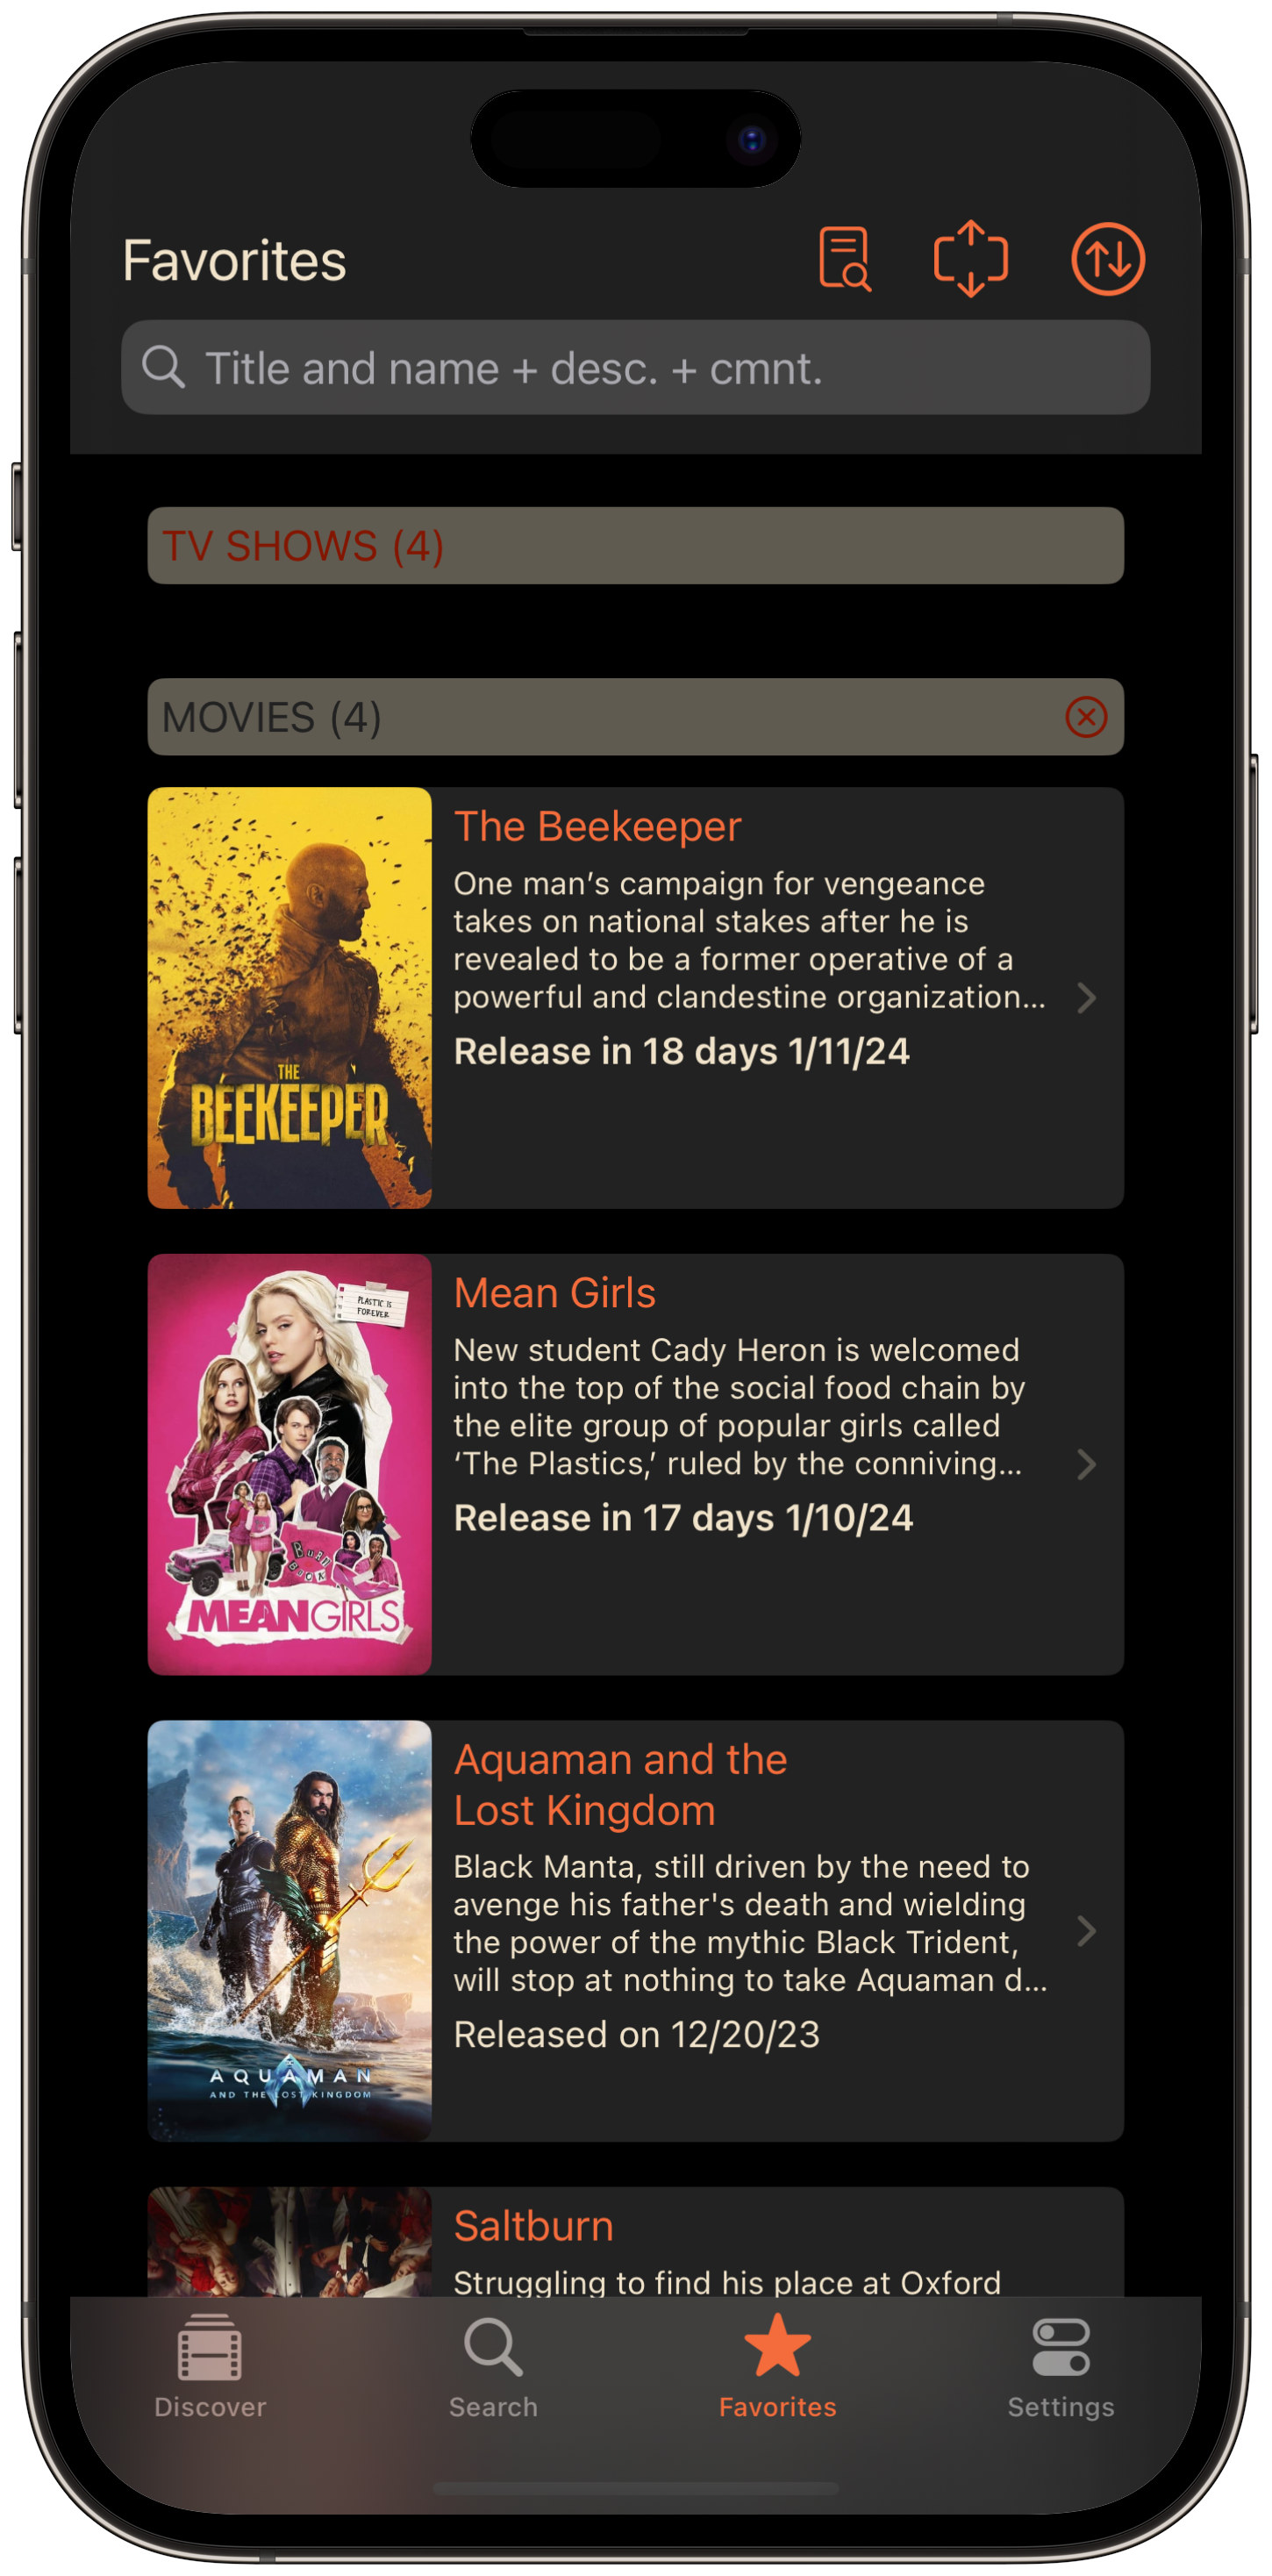 Favorites
Title and name + desc. + cmnt.
TV SHOWS (4)
MOVIES (4)
THE
BEEKEEPER
The Beekeeper
One man’s campaign for vengeance
takes on national stakes after he is
revealed to be a former operative of a
powerful and clandestine organization...
Release in 18 days 1/11/24
PLASTIC IS
FOREVER
BURN
BOOK
MEAN GIRLS
Mean Girls
New student Cady Heron is welcomed
into the top of the social food chain by
the elite group of popular girls called
‘The Plastics,’ ruled by the conniving...
Release in 17 days 1/10/24
AQUAMAN
AND THE LOST KINGDOM
Aquaman and the
Lost Kingdom
Black Manta, still driven by the need to
avenge his father's death and wielding
the power of the mythic Black Trident,
will stop at nothing to take Aquaman d...
Released on 12/20/23
Saltburn
Struggling to find his place at Oxford
Discover
Search
Favorites
Settings